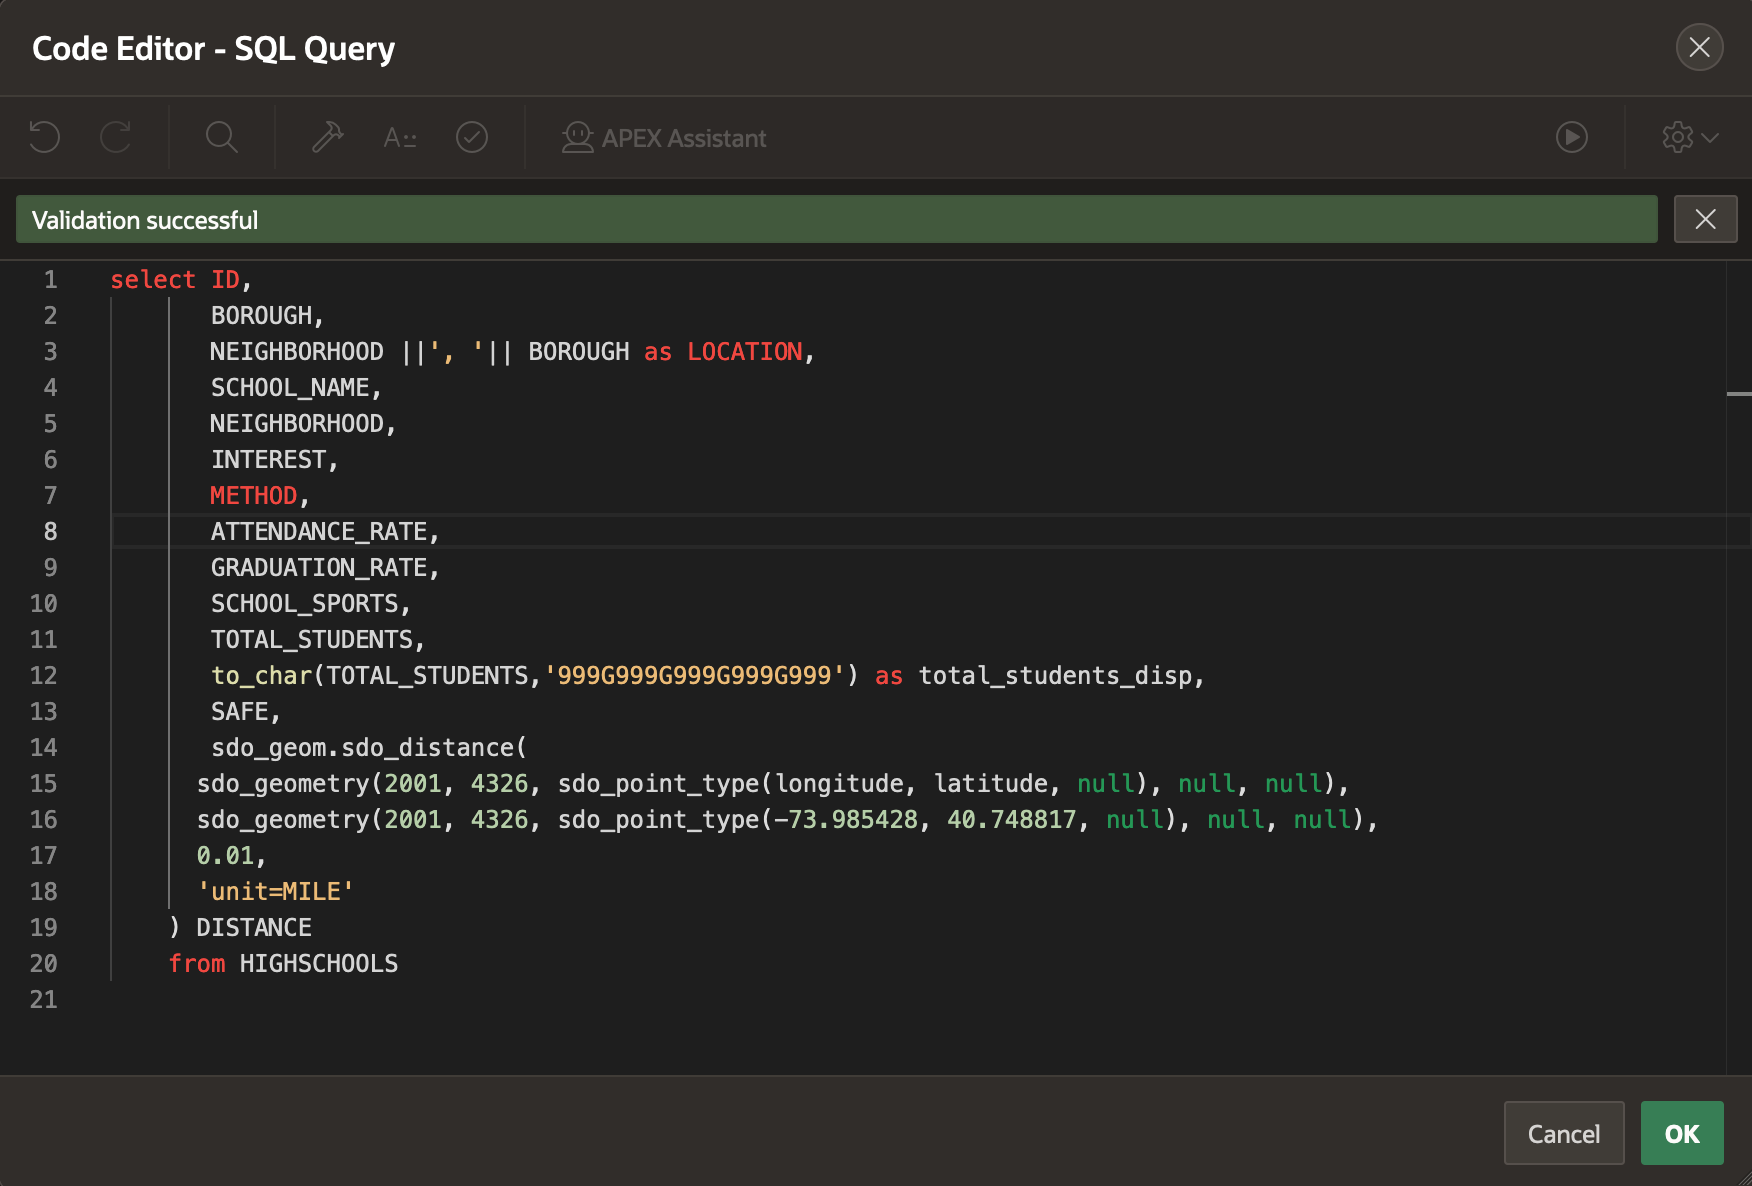 Code Editor - SQL Query
A:: APEX Assistant
Validation successful
1 select ID,
2 BOROUGH,
3 NEIGHBORHOOD ||', '|| BOROUGH as LOCATION,
4 SCHOOL_NAME,
5 NEIGHBORHOOD,
6 INTEREST,
7 METHOD,
8 ATTENDANCE_RATE,
9 GRADUATION_RATE,
10 SCHOOL_SPORTS,
11 TOTAL_STUDENTS,
12 to_char(TOTAL_STUDENTS,'999G999G999G999G999') as total_students_disp,
13 SAFE,
14 sdo_geom.sdo_distance(
15 sdo_geometry(2001, 4326, sdo_point_type(longitude, latitude, null), null, null),
16 sdo_geometry(2001, 4326, sdo_point_type(-73.985428, 40.748817, null), null, null),
17 0.01,
18 'unit=MILE'
19 ) DISTANCE
20 from HIGHSCHOOLS
21
Cancel OK